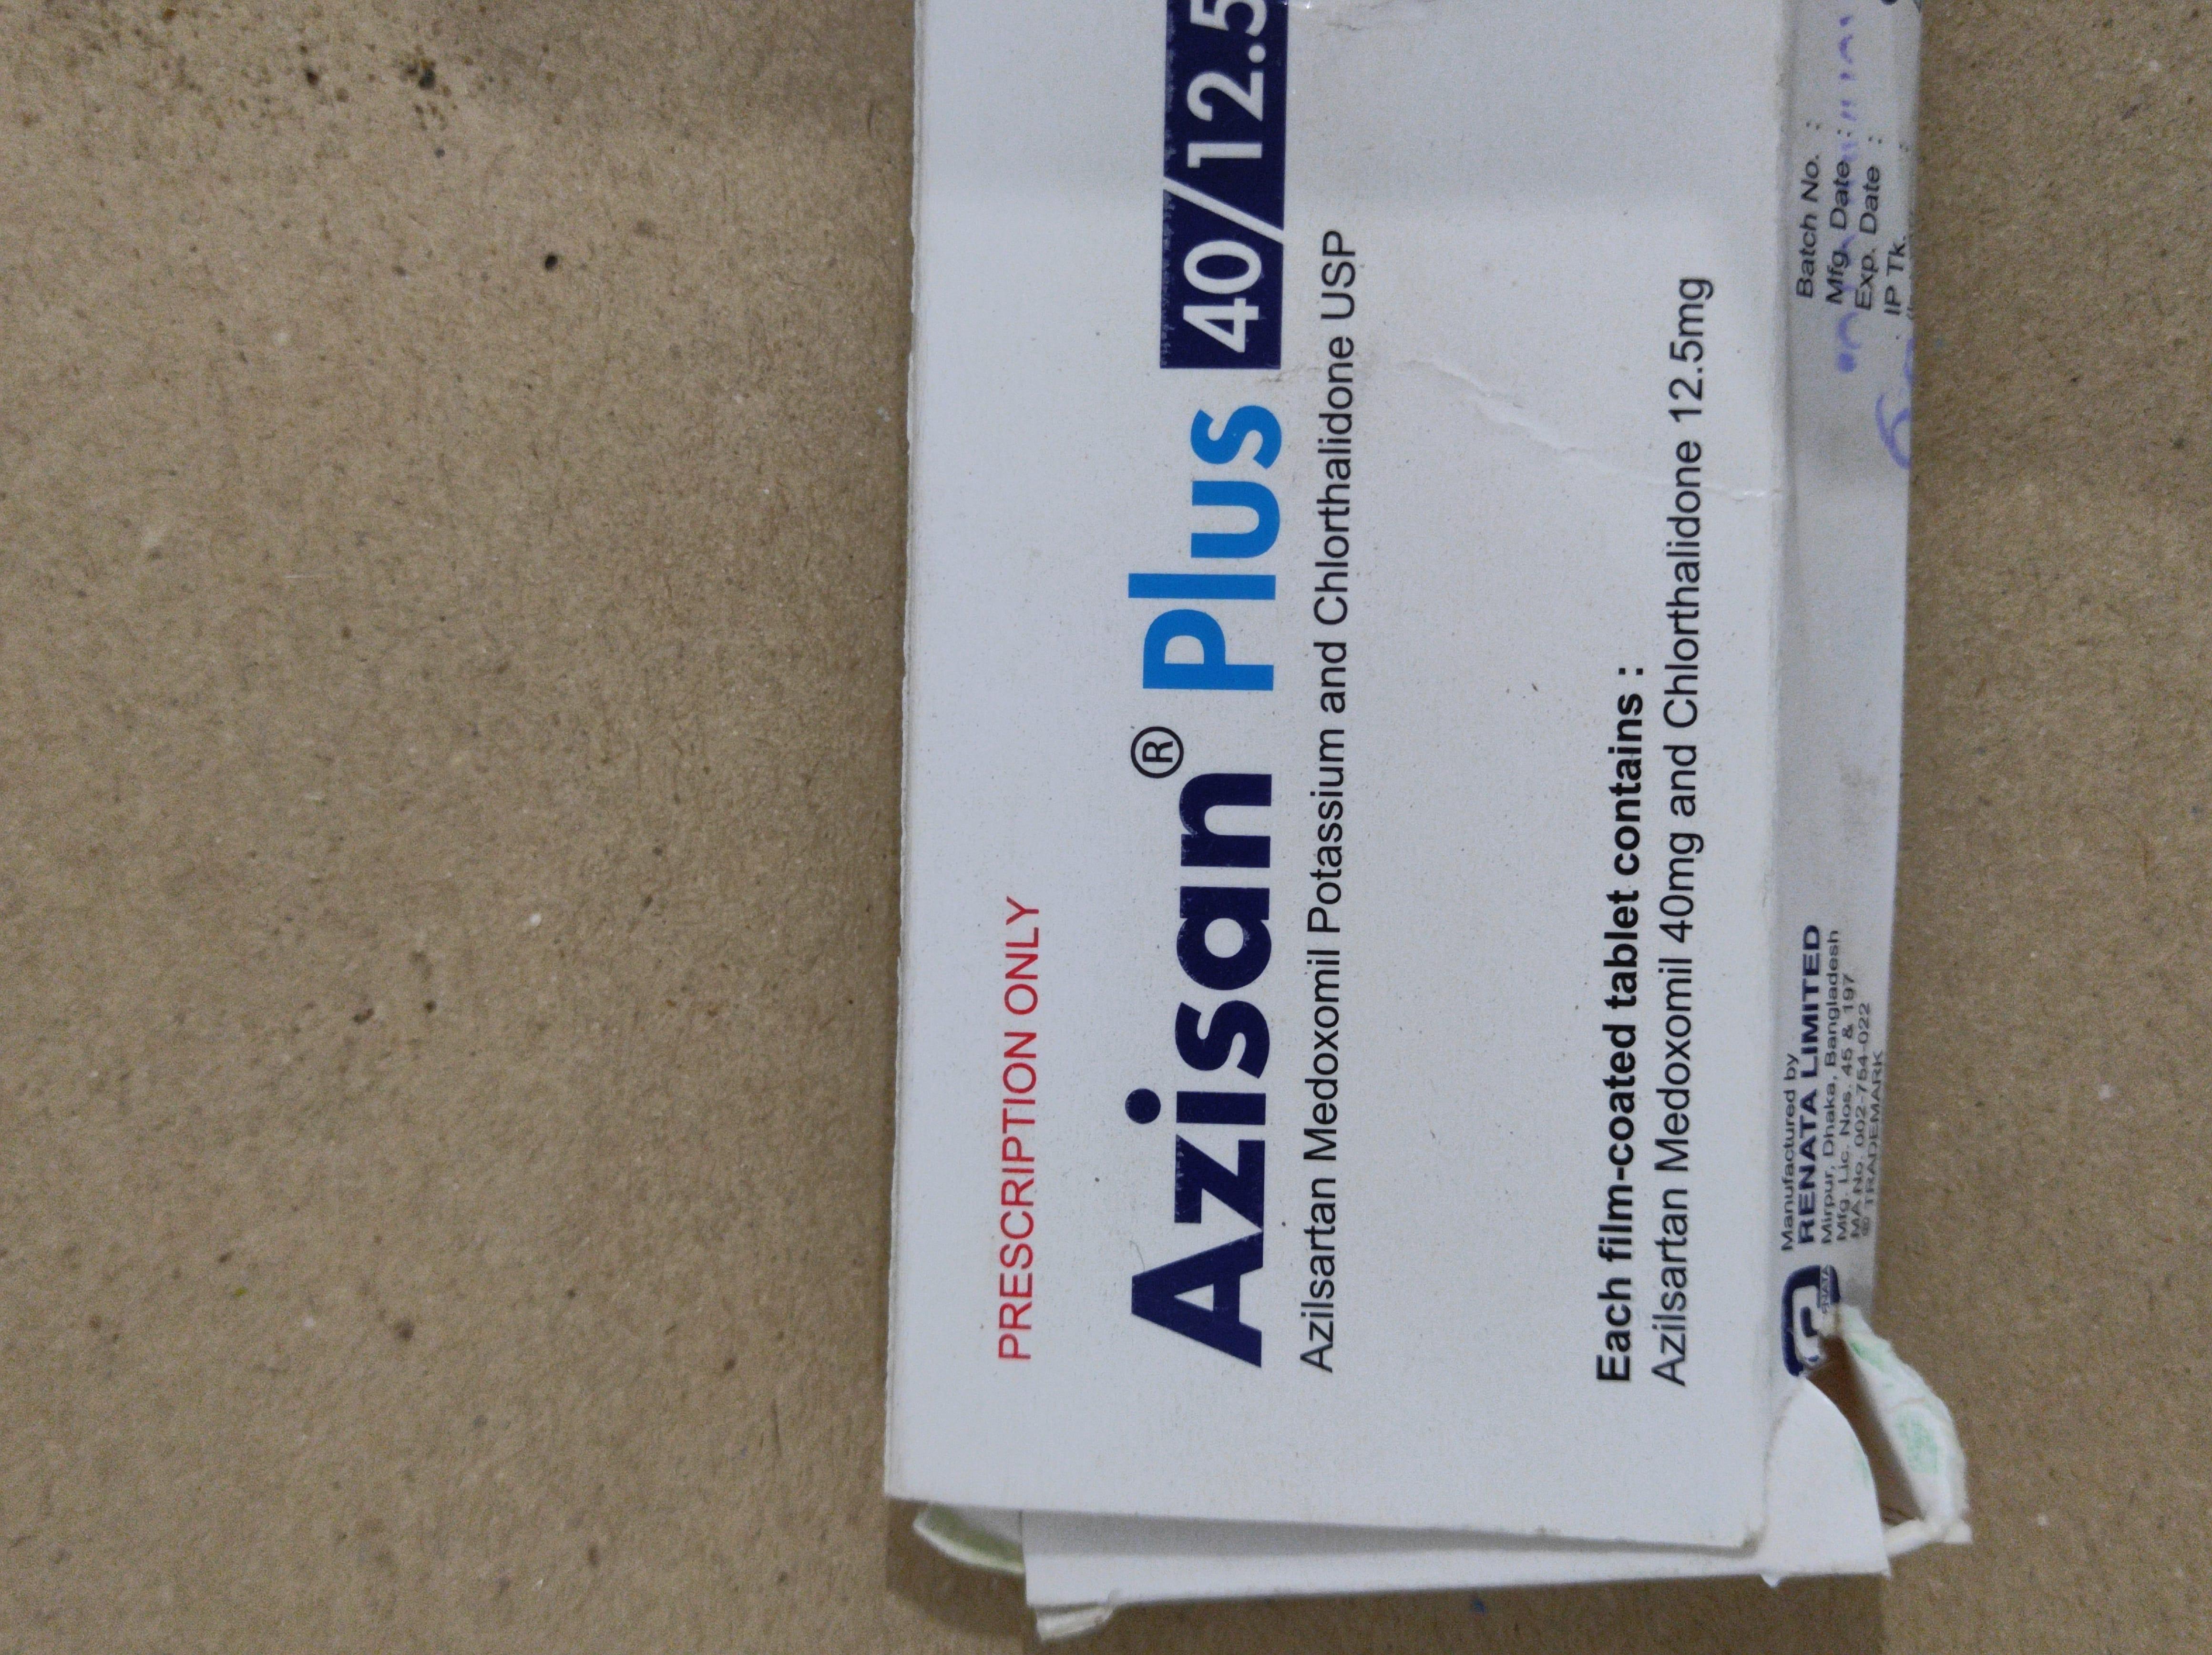 PRESCRIPTION ONLY
Azisan® Plus 40/12.5
Azilsartan Medoxomil Potassium and Chlorthalidone USP
Each film-coated tablet contains :
Azilsartan Medoxomil 40mg and Chlorthalidone 12.5mg
Manufactured by
RENATA LIMITED
Mirpur, Dhaka, Bangladesh
Mfg. Lic. Nos. 45 & 197
MA No. 002-754-022
® TRADEMARK
Batch No. :
Mfg. Date :
Exp. Date :
IP Tk. :